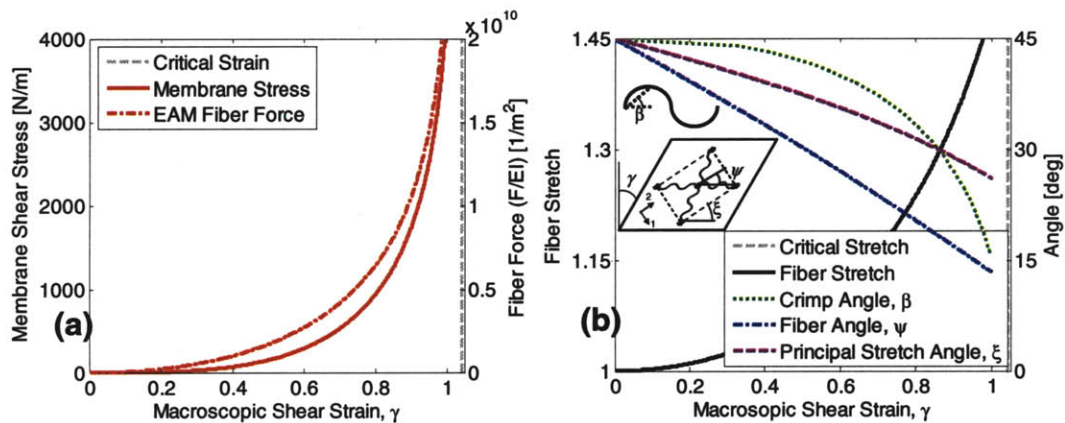 x 10^10
4000
3000
2000
1000
0
Membrane Shear Stress [N/m]
Critical Strain
Membrane Stress
EAM Fiber Force
(a)
0
0.2
0.4
0.6
0.8
1
Macroscopic Shear Strain, γ
2
1.5
1
0.5
0
Fiber Force (F/EI) [1/m²]
1.45
1.3
1.15
1
Fiber Stretch
β
γ
2
1
ψ
ξ
Critical Stretch
Fiber Stretch
Crimp Angle, β
Fiber Angle, ψ
Principal Stretch Angle, ξ
(b)
0
0.2
0.4
0.6
0.8
1
Macroscopic Shear Strain, γ
45
30
15
0
Angle [deg]